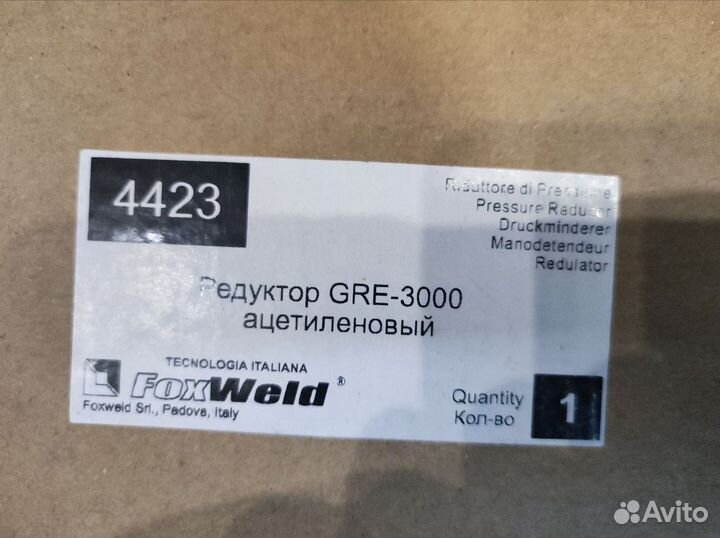 4423
Riduttore di Pressione
Pressure Reducer
Druckminderer
Manodetendeur
Redulator
Редуктор GRE-3000
ацетиленовый
TECNOLOGIA ITALIANA
FoxWeld®
Foxweld Srl., Padova, Italy
Quantity
Кол-во
1
Avito